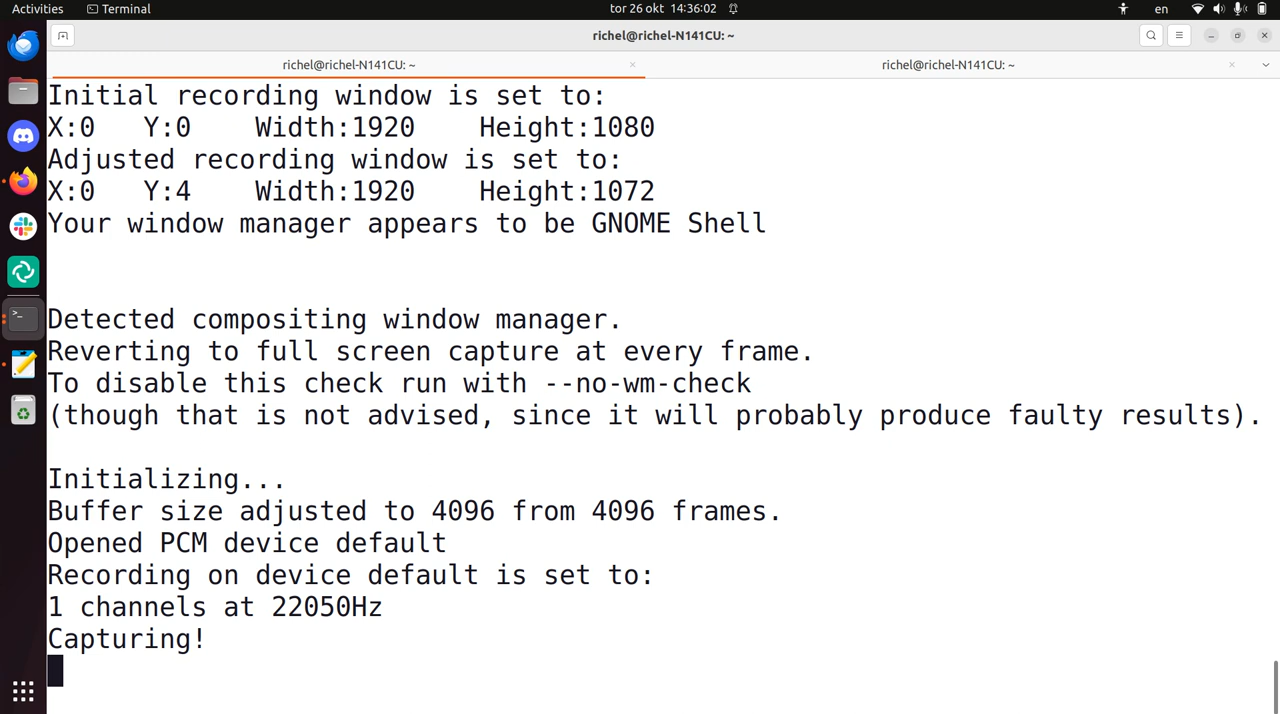 Activities
Terminal
tor 26 okt 14:36:02
en
richel@richel-N141CU: ~
richel@richel-N141CU: ~
richel@richel-N141CU: ~
Initial recording window is set to:
X:0   Y:0    Width:1920    Height:1080
Adjusted recording window is set to:
X:0   Y:4    Width:1920    Height:1072
Your window manager appears to be GNOME Shell
Detected compositing window manager.
Reverting to full screen capture at every frame.
To disable this check run with --no-wm-check
(though that is not advised, since it will probably produce faulty results).
Initializing...
Buffer size adjusted to 4096 from 4096 frames.
Opened PCM device default
Recording on device default is set to:
1 channels at 22050Hz
Capturing!